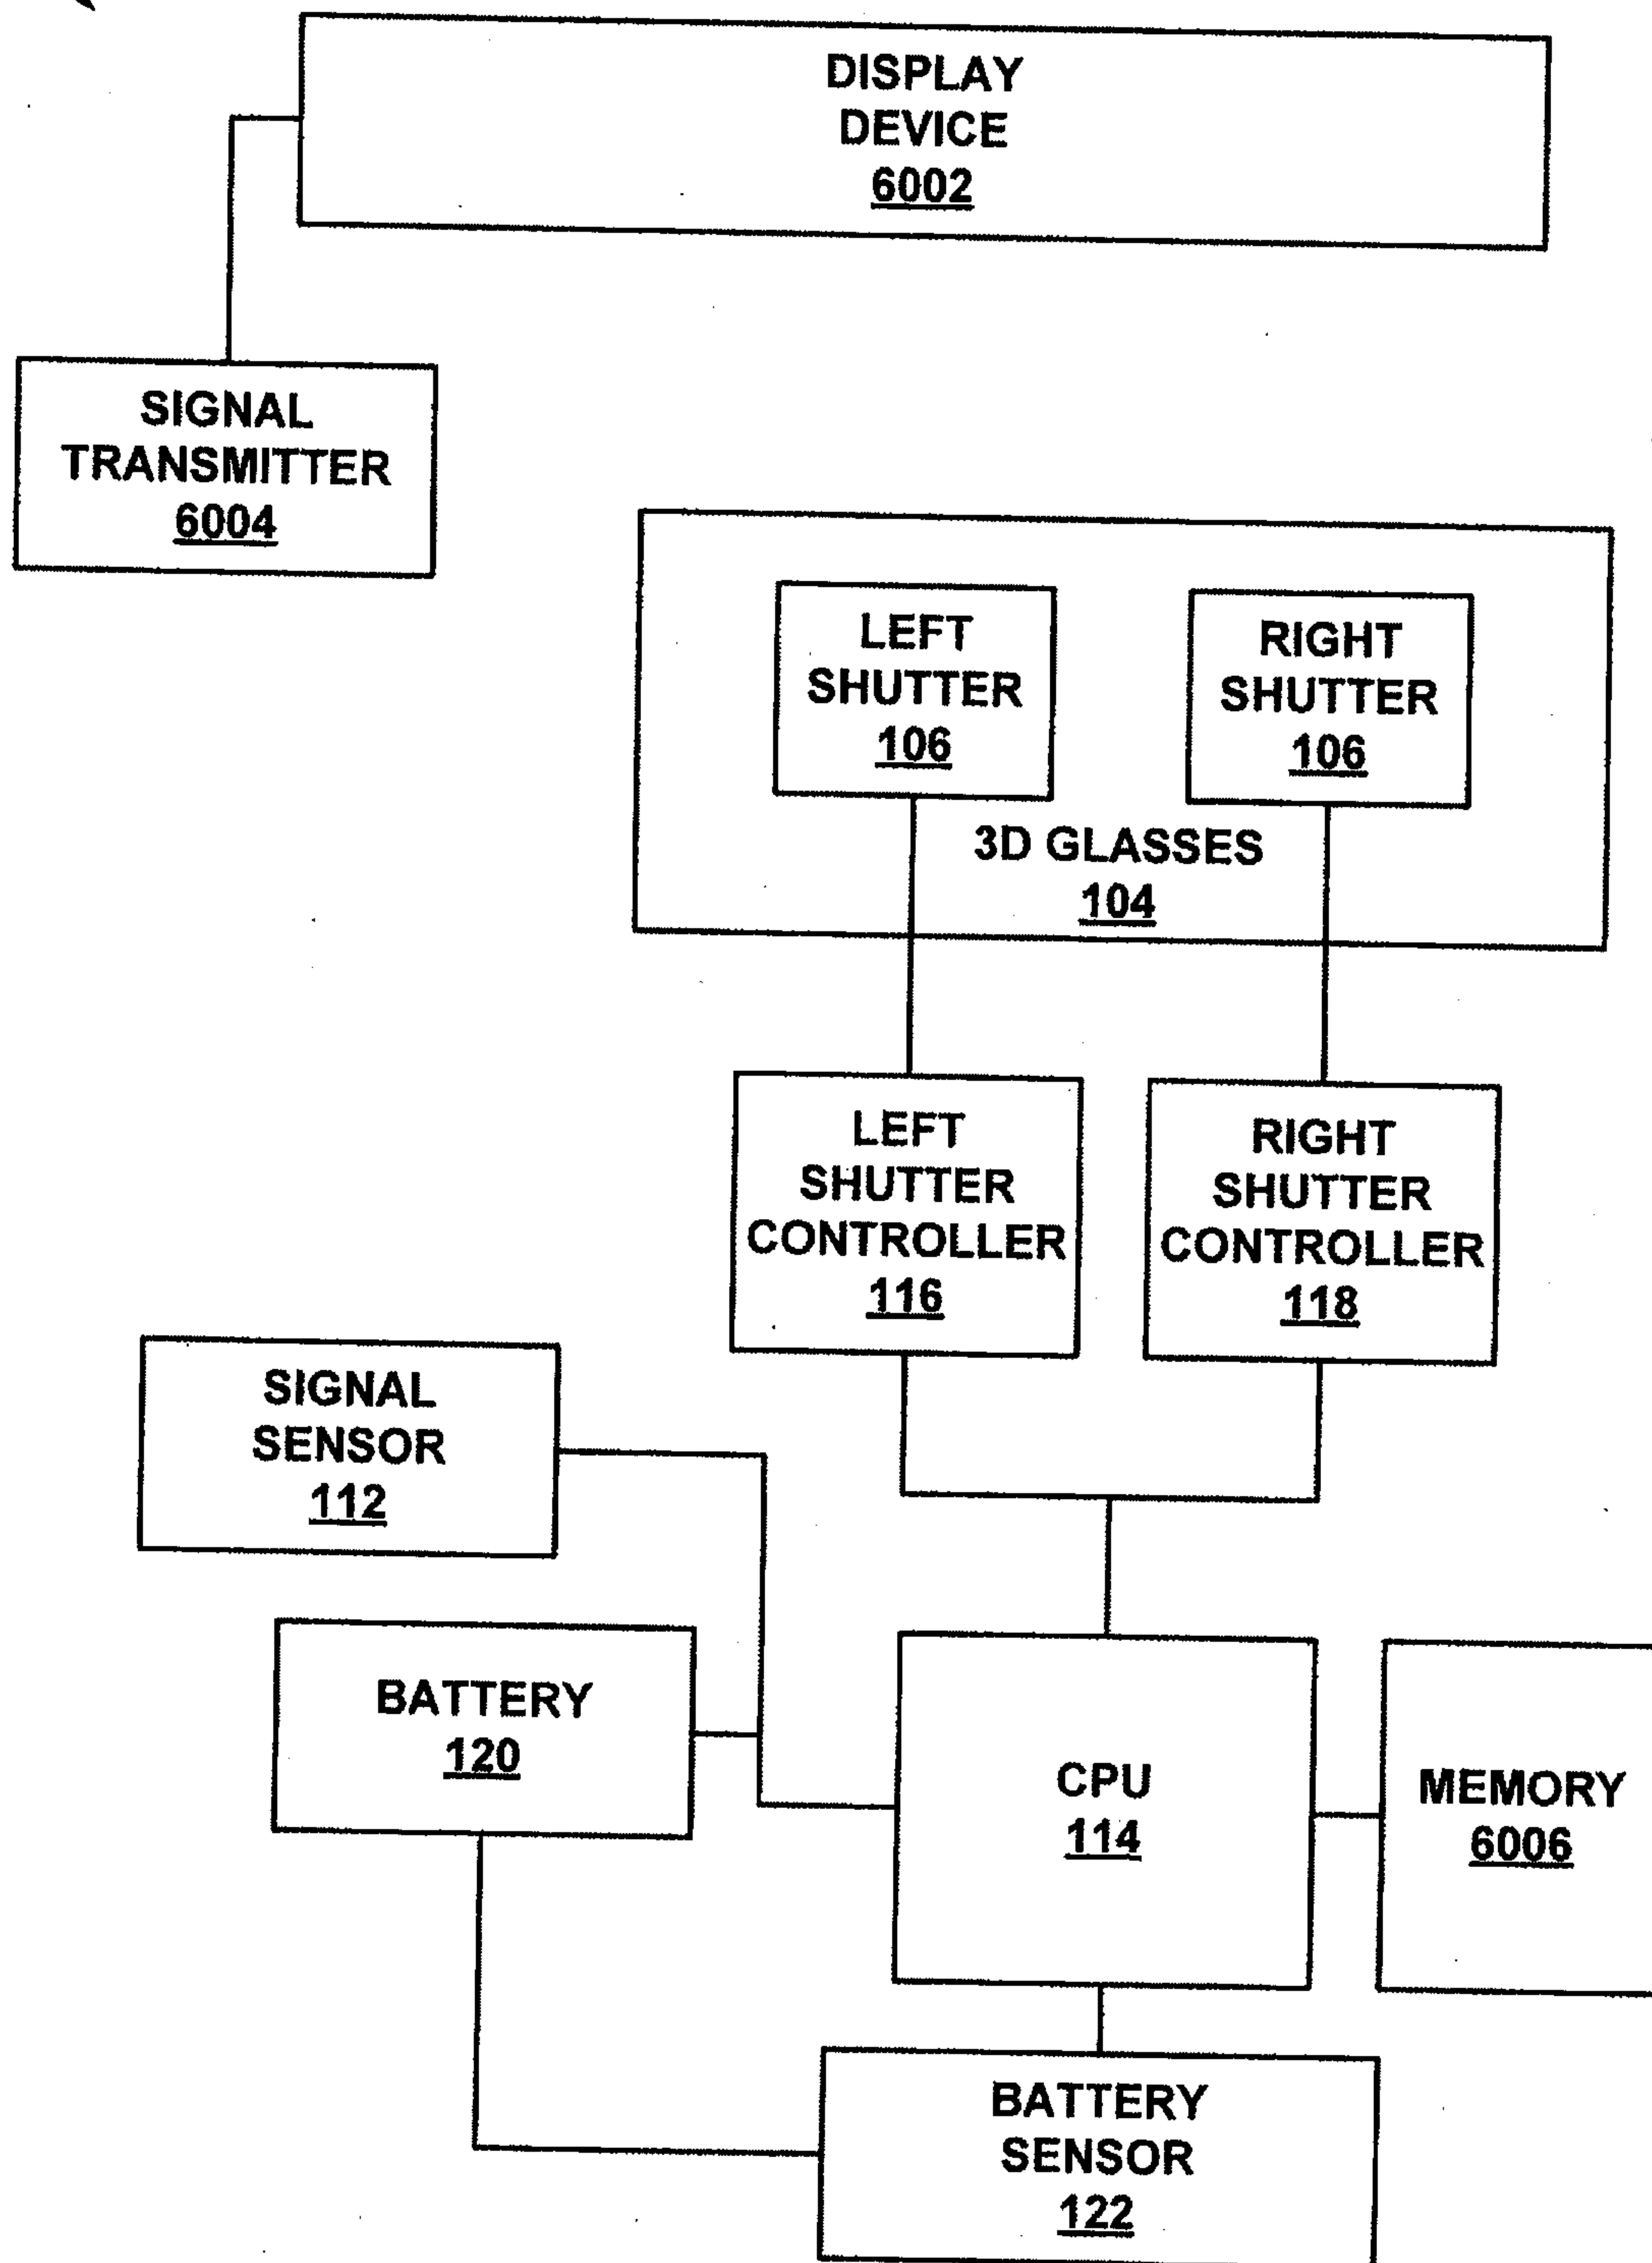 DISPLAY
DEVICE
6002
SIGNAL
TRANSMITTER
6004
LEFT
SHUTTER
106
RIGHT
SHUTTER
106
3D GLASSES
104
LEFT
SHUTTER
CONTROLLER
116
RIGHT
SHUTTER
CONTROLLER
118
SIGNAL
SENSOR
112
BATTERY
120
CPU
114
MEMORY
6006
BATTERY
SENSOR
122